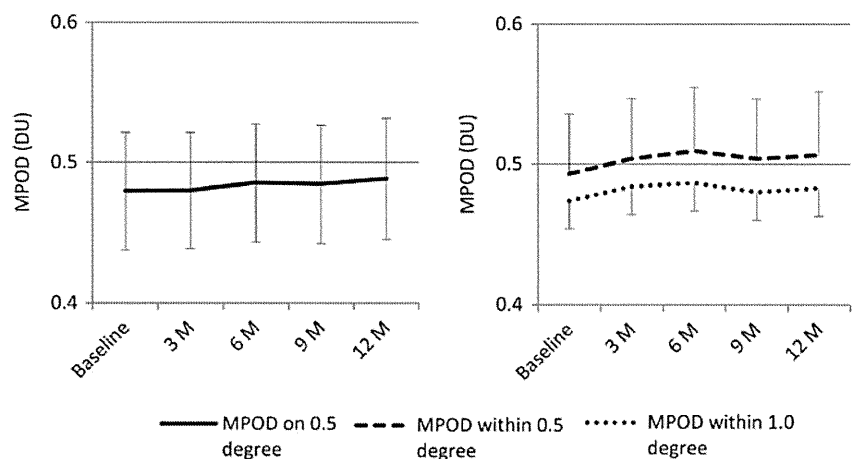 0.6
0.5
0.4
MPOD (DU)
Baseline
3 M
6 M
9 M
12 M
0.6
0.5
0.4
MPOD (DU)
Baseline
3 M
6 M
9 M
12 M
MPOD on 0.5
degree
MPOD within 0.5
degree
MPOD within 1.0
degree